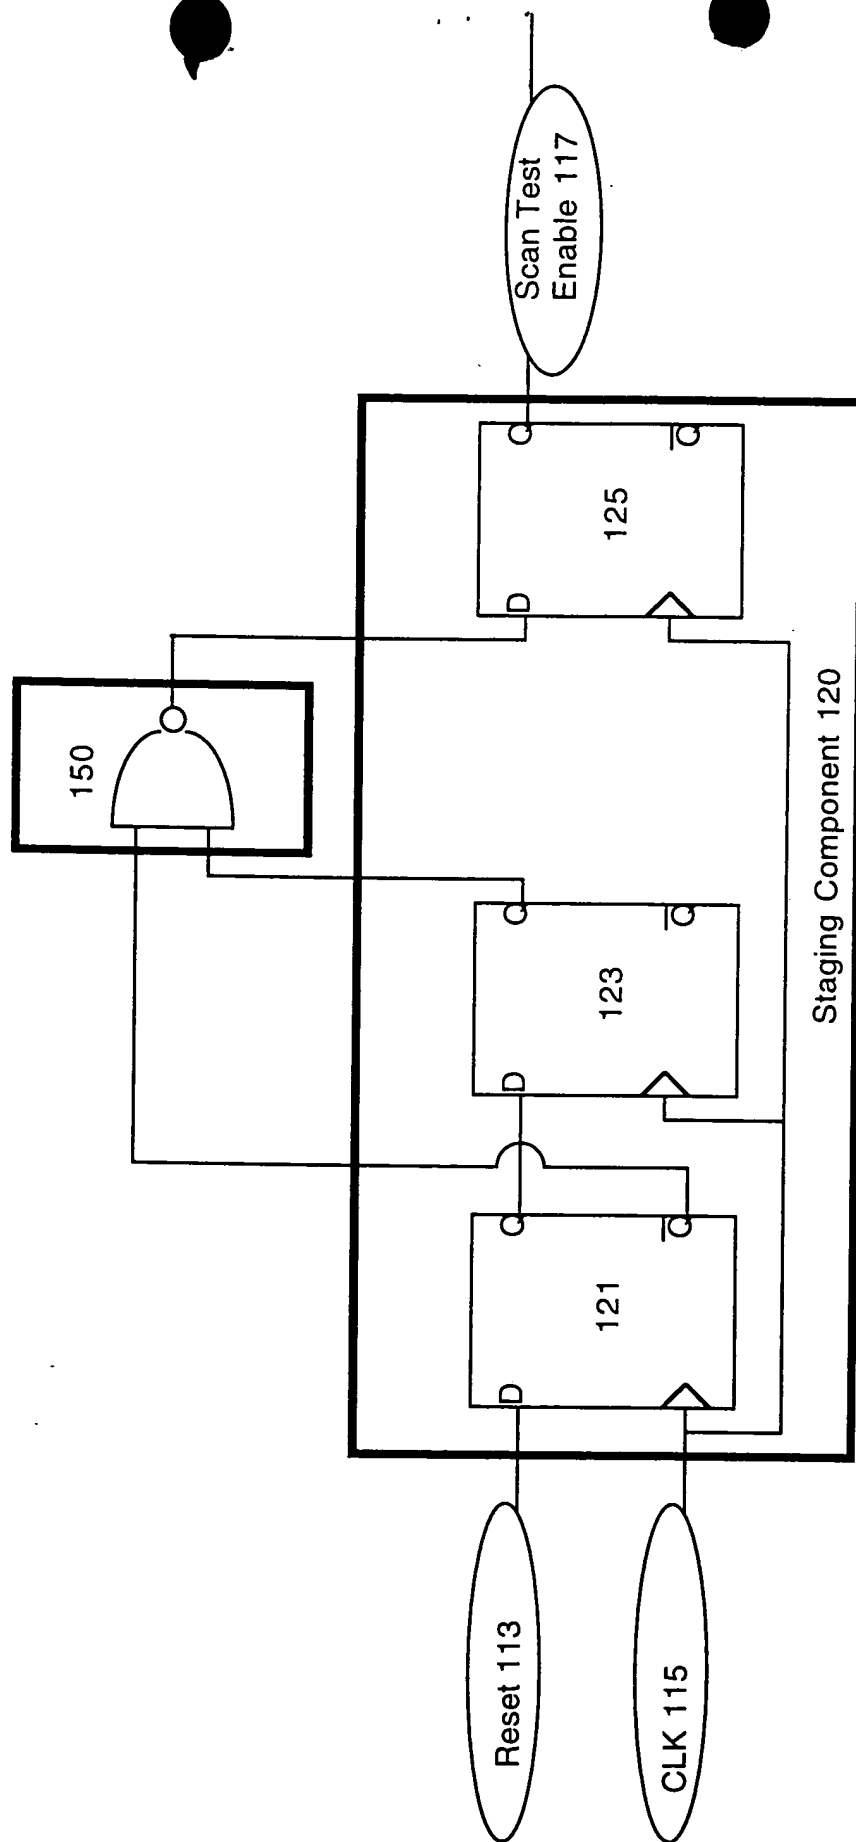 150
Reset 113
CLK 115
D
Q
Q
121
D
Q
Q
123
D
Q
Q
125
Scan Test
Enable 117
Staging Component 120